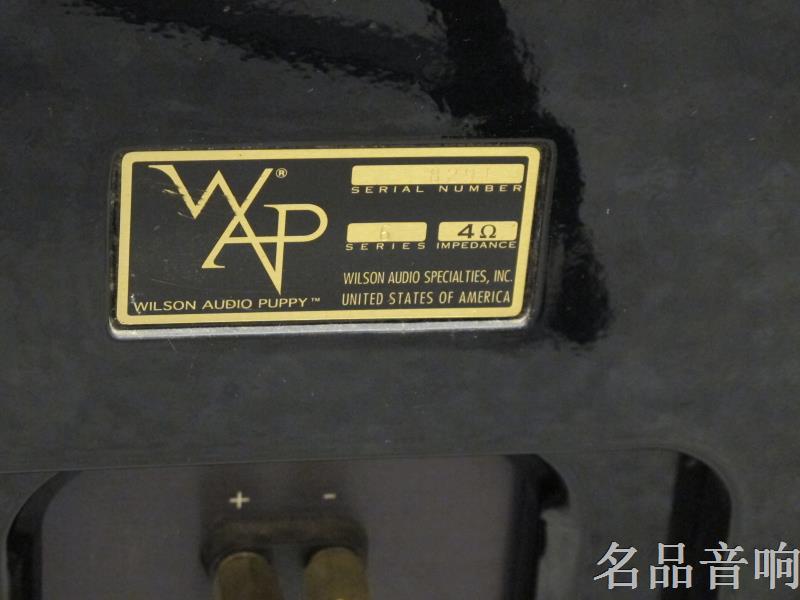 WAP®
SERIAL NUMBER
6
4Ω
SERIES
IMPEDANCE
WILSON AUDIO SPECIALTIES, INC.
WILSON AUDIO PUPPY™
UNITED STATES OF AMERICA
+ -
名品音响